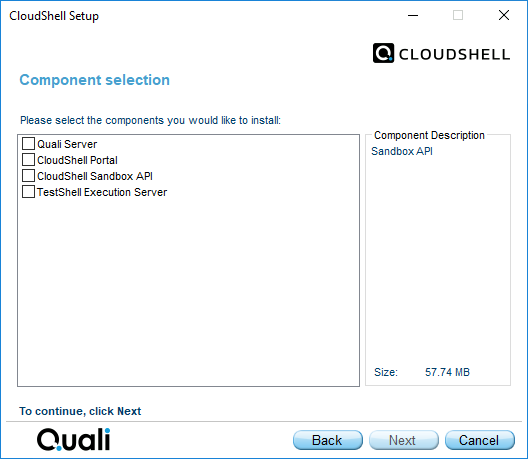 CloudShell Setup
CLOUDSHELL
Component selection
Please select the components you would like to install:
Quali Server
CloudShell Portal
CloudShell Sandbox API
TestShell Execution Server
Component Description
Sandbox API
Size: 57.74 MB
To continue, click Next
Quali
Back Next Cancel